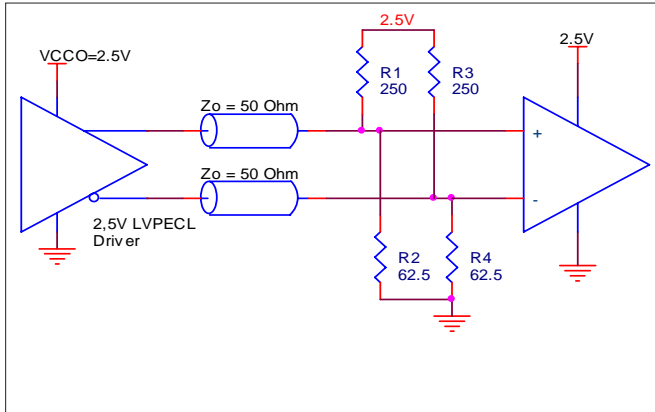 2.5V
VCCO=2.5V
2.5V
R1
250
R3
250
Zo = 50 Ohm
+
Zo = 50 Ohm
-
2,5V LVPECL
Driver
R2
62.5
R4
62.5